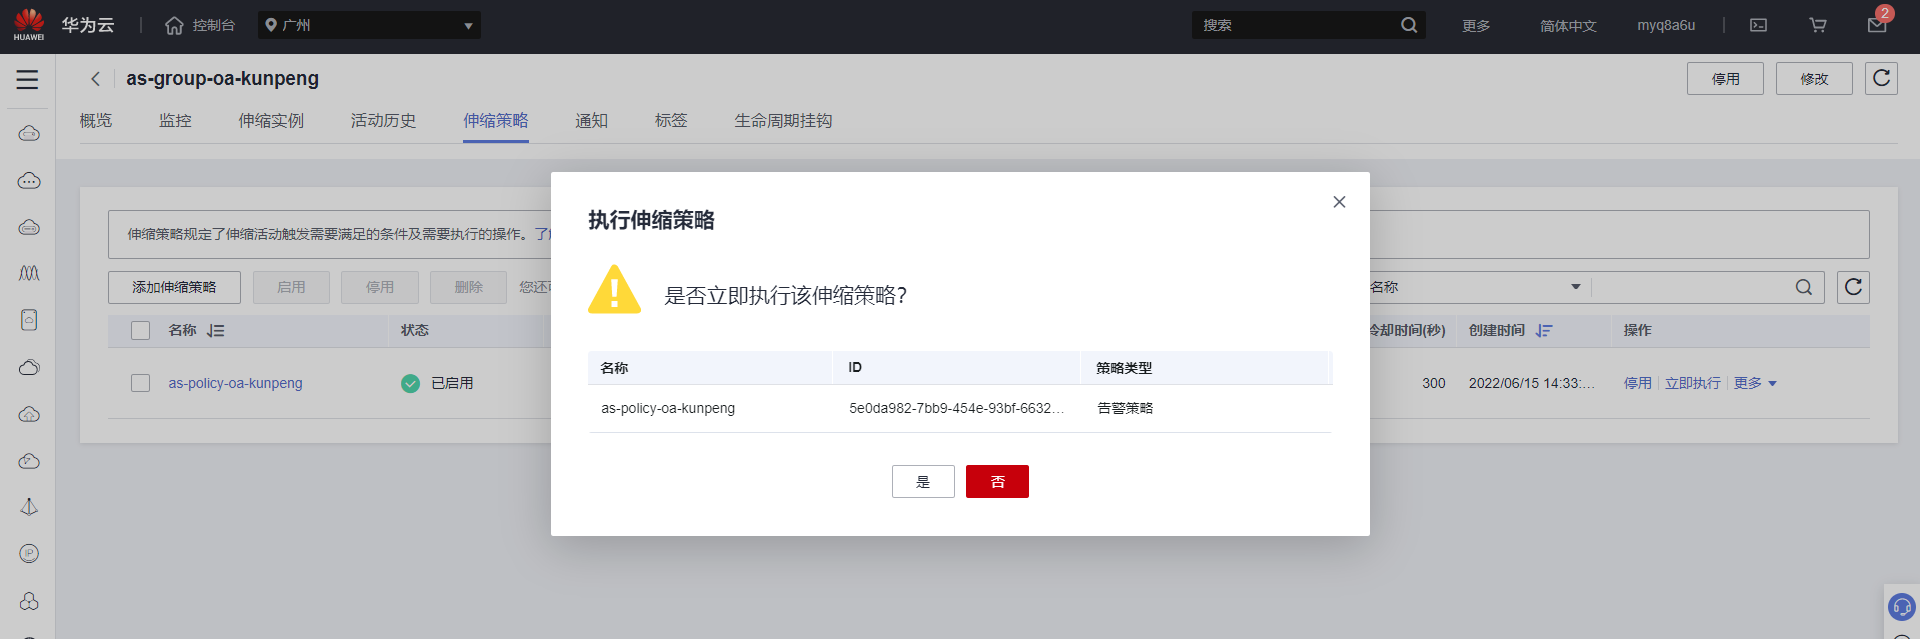 HUAWEI
华为云
控制台
广州
搜索
更多
简体中文
myq8a6u
2
as-group-oa-kunpeng
停用
修改
概览
监控
伸缩实例
活动历史
伸缩策略
通知
标签
生命周期挂钩
伸缩策略规定了伸缩活动触发需要满足的条件及需要执行的操作。
添加伸缩策略
启用
停用
删除
您还
名称
名称
状态
却时间(秒)
创建时间
操作
as-policy-oa-kunpeng
已启用
300
2022/06/15 14:33:...
停用
立即执行
更多
执行伸缩策略
是否立即执行该伸缩策略?
名称
ID
策略类型
as-policy-oa-kunpeng
5e0da982-7bb9-454e-93bf-6632...
告警策略
是
否
IP